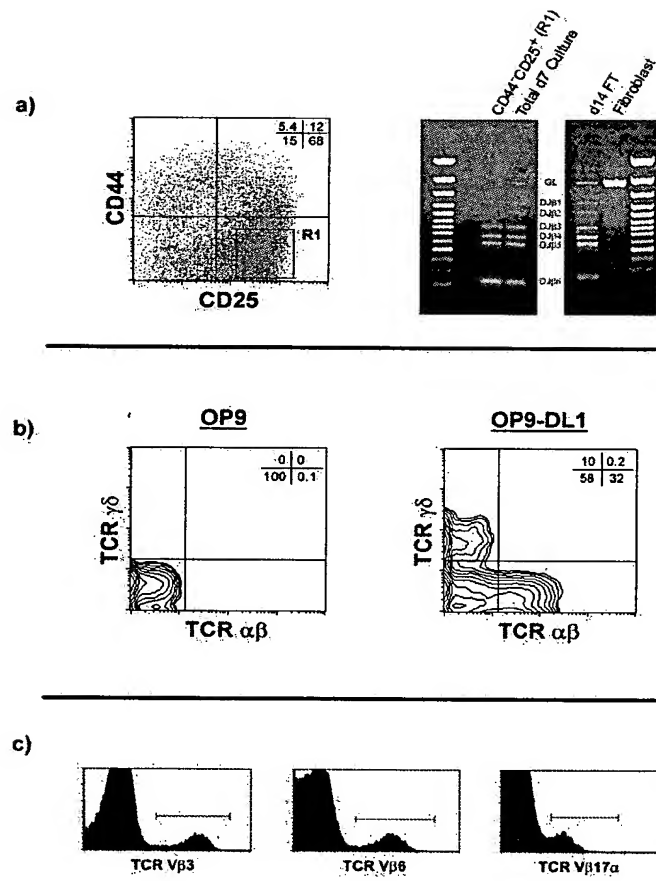 a)
CD44
CD25
5.4 12
15 68
R1
CD44⁻CD25⁺ (R1)
Total d7 Culture
d14 FT
Fibroblast
GL
DJβ1
DJβ2
DJβ3
DJβ4
DJβ5
DJβ6
b)
OP9
TCR γδ
TCR αβ
0 0
100 0.1
OP9-DL1
TCR γδ
TCR αβ
10 0.2
58 32
c)
TCR Vβ3
TCR Vβ6
TCR Vβ17α